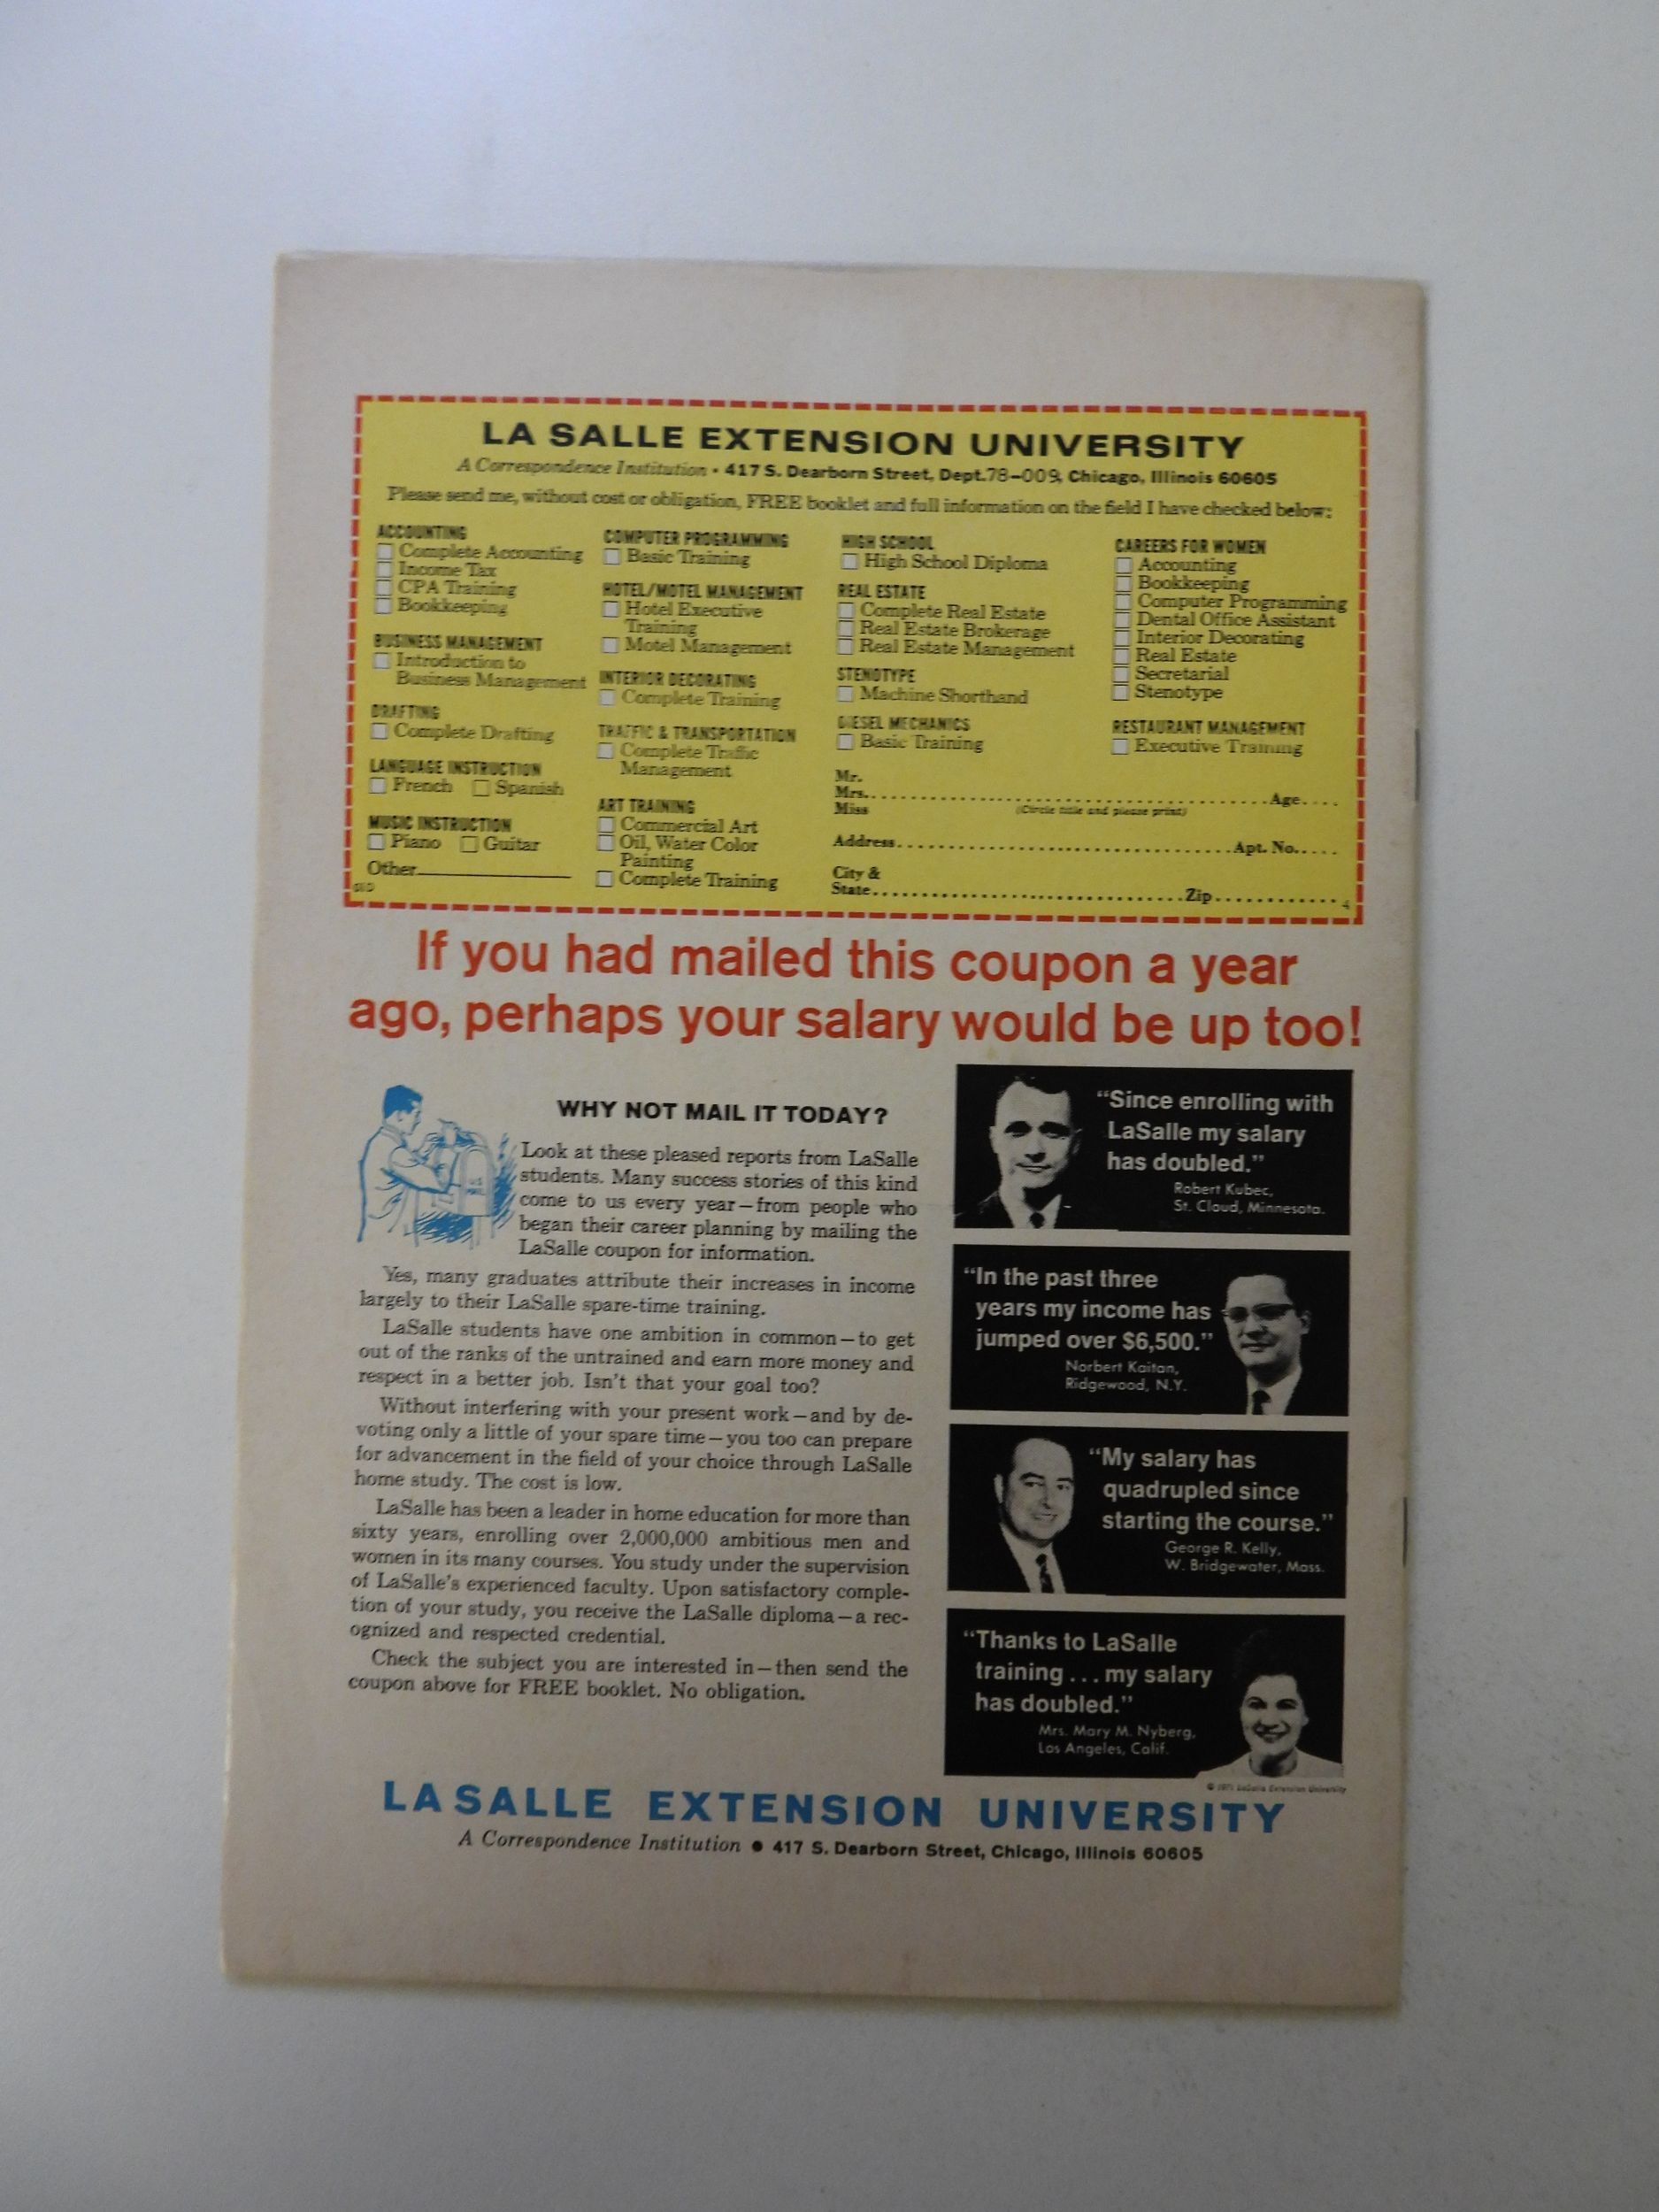 LA SALLE EXTENSION UNIVERSITY
A Correspondence Institution • 417 S. Dearborn Street, Dept. 78-009, Chicago, Illinois 60605
Please send me, without cost or obligation, FREE booklet and full information on the field I have checked below:
ACCOUNTING
Complete Accounting
Income Tax
CPA Training
Bookkeeping
BUSINESS MANAGEMENT
Introduction to
Business Management
DRAFTING
Complete Drafting
LANGUAGE INSTRUCTION
French Spanish
MUSIC INSTRUCTION
Piano Guitar
Other
COMPUTER PROGRAMMING
Basic Training
HOTEL/MOTEL MANAGEMENT
Hotel Executive
Training
Motel Management
INTERIOR DECORATING
Complete Training
TRAFFIC & TRANSPORTATION
Complete Traffic
Management
ART TRAINING
Commercial Art
Oil, Water Color
Painting
Complete Training
HIGH SCHOOL
High School Diploma
REAL ESTATE
Complete Real Estate
Real Estate Brokerage
Real Estate Management
STENOTYPE
Machine Shorthand
DIESEL MECHANICS
Basic Training
CAREERS FOR WOMEN
Accounting
Bookkeeping
Computer Programming
Dental Office Assistant
Interior Decorating
Real Estate
Secretarial
Stenotype
RESTAURANT MANAGEMENT
Executive Training
Mr.
Mrs. Age
Miss (Circle title and please print)
Address Apt. No.
City &
State Zip
4
If you had mailed this coupon a year
ago, perhaps your salary would be up too!
WHY NOT MAIL IT TODAY?
Look at these pleased reports from LaSalle
students. Many success stories of this kind
come to us every year—from people who
began their career planning by mailing the
LaSalle coupon for information.
Yes, many graduates attribute their increases in income
largely to their LaSalle spare-time training.
LaSalle students have one ambition in common—to get
out of the ranks of the untrained and earn more money and
respect in a better job. Isn't that your goal too?
Without interfering with your present work—and by de-
voting only a little of your spare time—you too can prepare
for advancement in the field of your choice through LaSalle
home study. The cost is low.
LaSalle has been a leader in home education for more than
sixty years, enrolling over 2,000,000 ambitious men and
women in its many courses. You study under the supervision
of LaSalle's experienced faculty. Upon satisfactory comple-
tion of your study, you receive the LaSalle diploma—a rec-
ognized and respected credential.
Check the subject you are interested in—then send the
coupon above for FREE booklet. No obligation.
"Since enrolling with
LaSalle my salary
has doubled."
Robert Kubec,
St. Cloud, Minnesota.
"In the past three
years my income has
jumped over $6,500."
Norbert Kaitan,
Ridgewood, N.Y.
"My salary has
quadrupled since
starting the course."
George R. Kelly,
W. Bridgewater, Mass.
"Thanks to LaSalle
training...my salary
has doubled."
Mrs. Mary M. Nyberg,
Los Angeles, Calif.
© 1971 LaSalle Extension University
LA SALLE EXTENSION UNIVERSITY
A Correspondence Institution • 417 S. Dearborn Street, Chicago, Illinois 60605